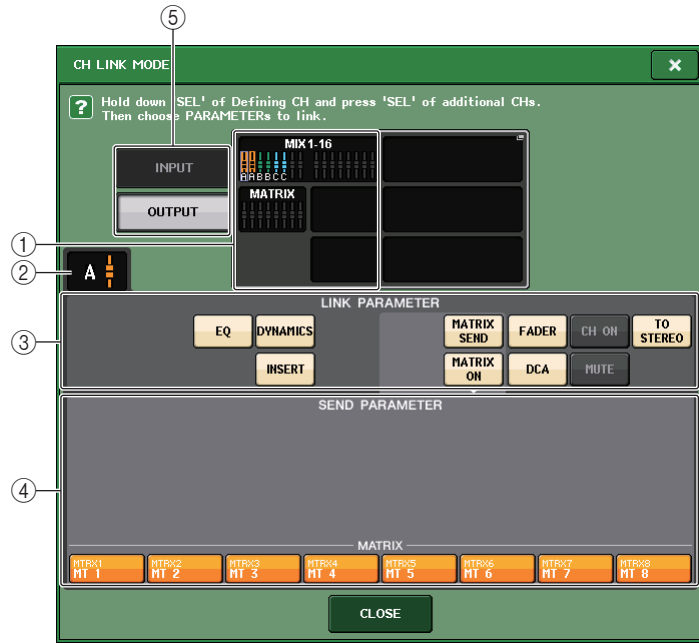 ⑤
CH LINK MODE
×
? Hold down 'SEL' of Defining CH and press 'SEL' of additional CHs.
Then choose PARAMETERs to link.
INPUT
OUTPUT
MIX 1-16
AABBCC
MATRIX
①
②
A
③
LINK PARAMETER
EQ DYNAMICS MATRIX SEND FADER CH ON TO STEREO
INSERT MATRIX ON DCA MUTE
④
SEND PARAMETER
MATRIX
MTRX1 MTRX2 MTRX3 MTRX4 MTRX5 MTRX6 MTRX7 MTRX8
MT 1 MT 2 MT 3 MT 4 MT 5 MT 6 MT 7 MT 8
CLOSE